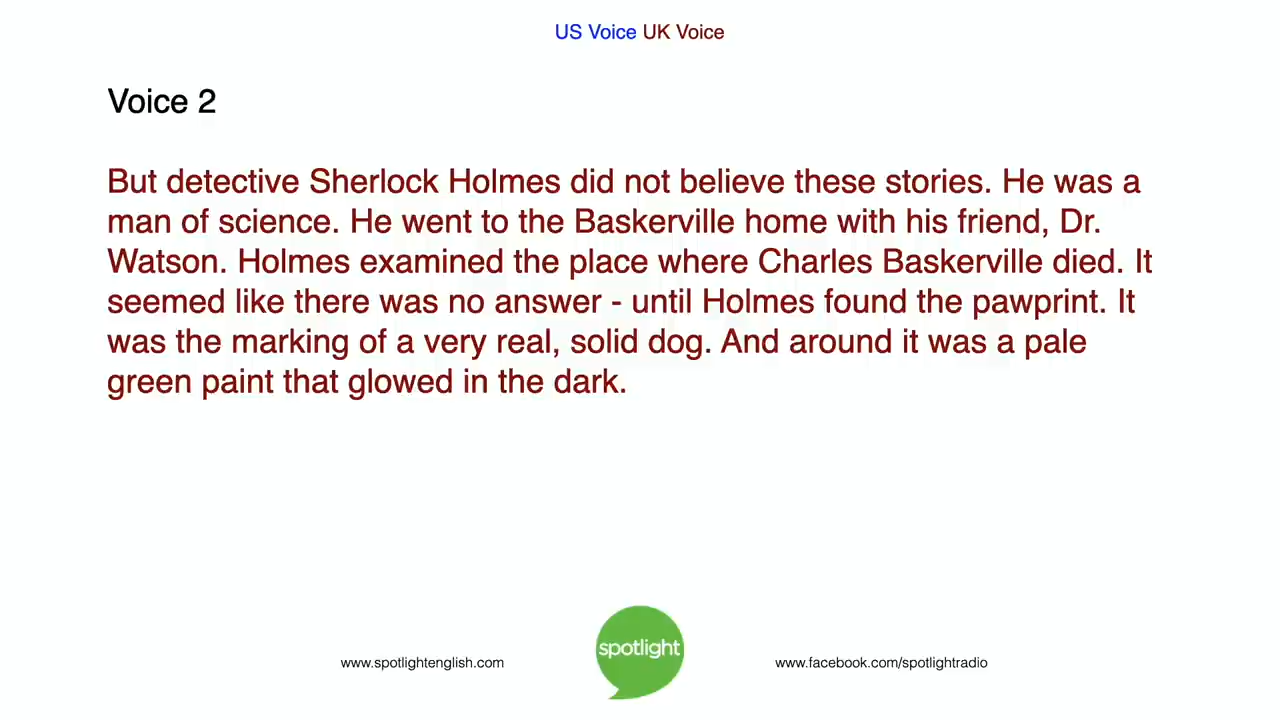 US Voice UK Voice
Voice 2
But detective Sherlock Holmes did not believe these stories. He was a
man of science. He went to the Baskerville home with his friend, Dr.
Watson. Holmes examined the place where Charles Baskerville died. It
seemed like there was no answer - until Holmes found the pawprint. It
was the marking of a very real, solid dog. And around it was a pale
green paint that glowed in the dark.
spotlight
www.spotlightenglish.com
www.facebook.com/spotlightradio